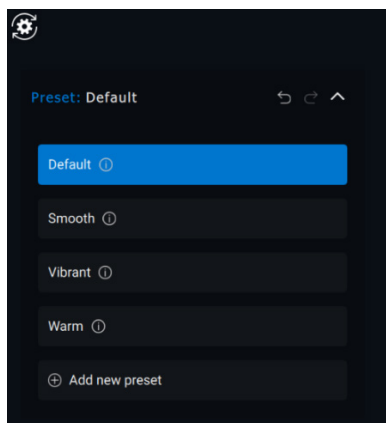 Preset: Default
Default
Smooth
Vibrant
Warm
Add new preset